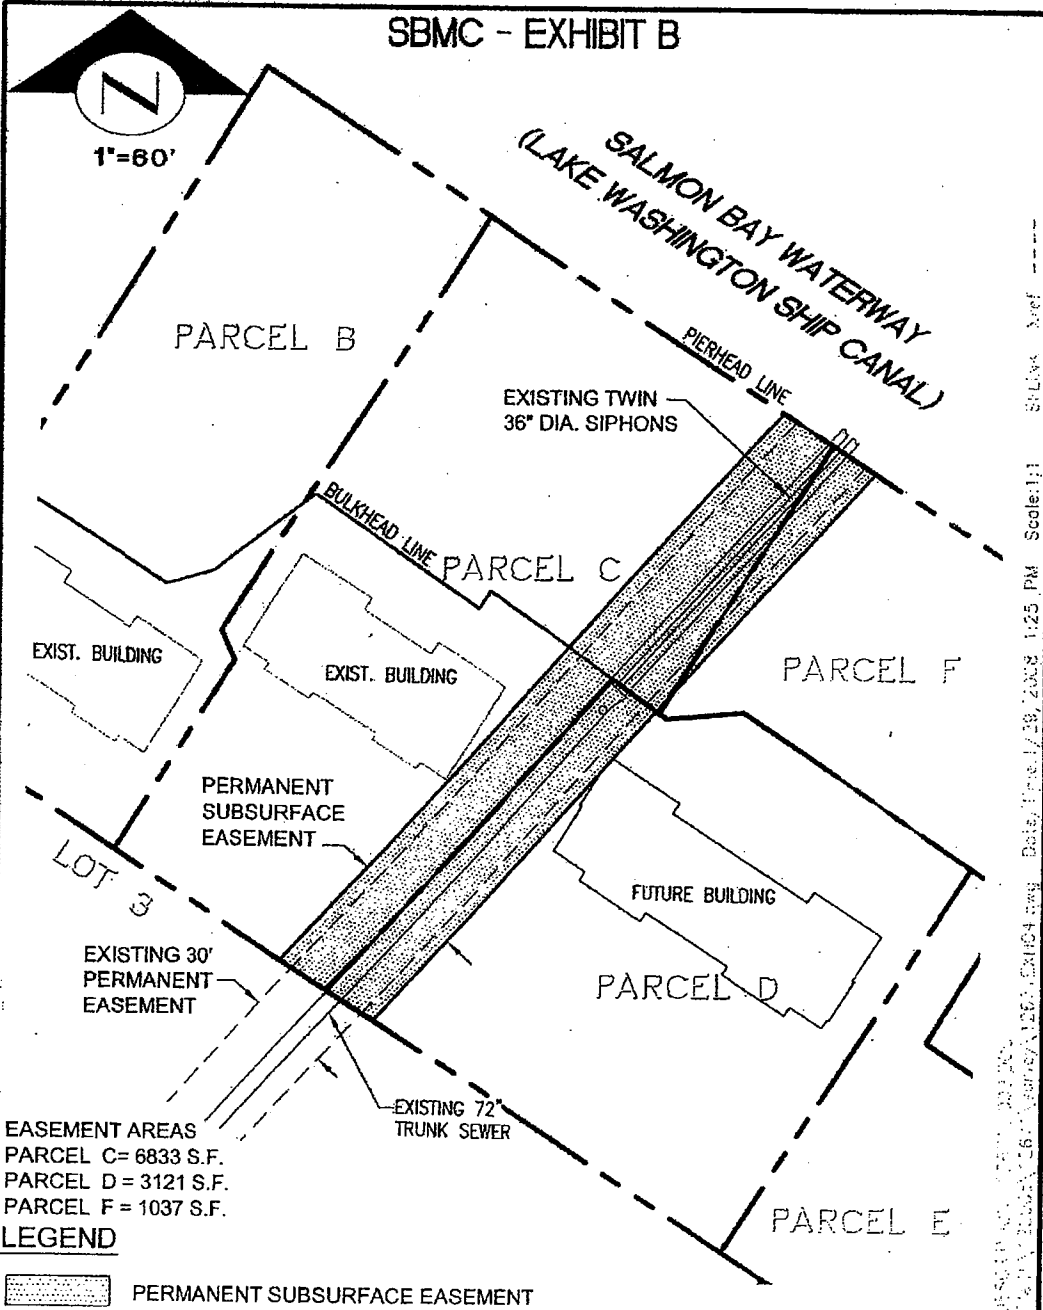 SBMC - EXHIBIT B
N
1"=60'
SALMON BAY WATERWAY
(LAKE WASHINGTON SHIP CANAL)
PARCEL B
PIERHEAD LINE
EXISTING TWIN
36" DIA. SIPHONS
BULKHEAD LINE
PARCEL C
EXIST. BUILDING
EXIST. BUILDING
PARCEL F
PERMANENT
SUBSURFACE
EASEMENT
LOT 3
FUTURE BUILDING
EXISTING 30'
PERMANENT
EASEMENT
PARCEL D
EXISTING 72"
TRUNK SEWER
EASEMENT AREAS
PARCEL C= 6833 S.F.
PARCEL D = 3121 S.F.
PARCEL F = 1037 S.F.
PARCEL E
LEGEND
PERMANENT SUBSURFACE EASEMENT
1:25 PM Scale:1:1